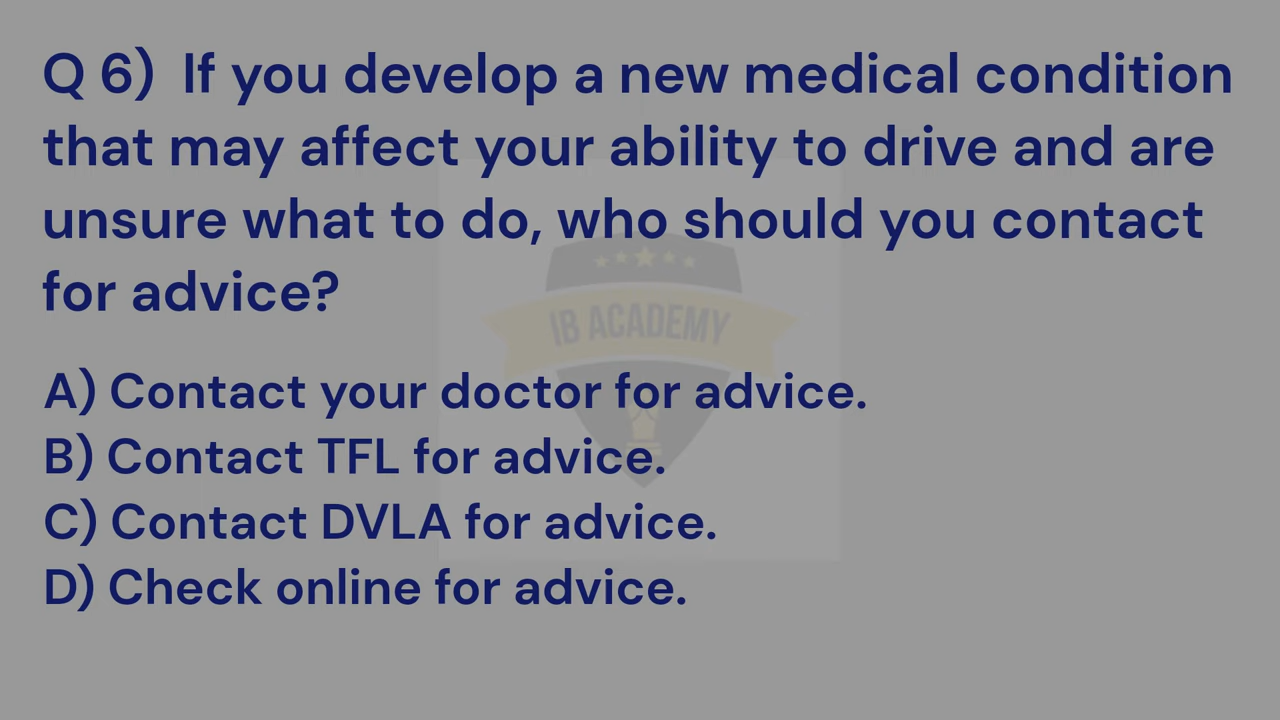 Q 6) If you develop a new medical condition
that may affect your ability to drive and are
unsure what to do, who should you contact
for advice?
IB ACADEMY
A) Contact your doctor for advice.
B) Contact TFL for advice.
C) Contact DVLA for advice.
D) Check online for advice.